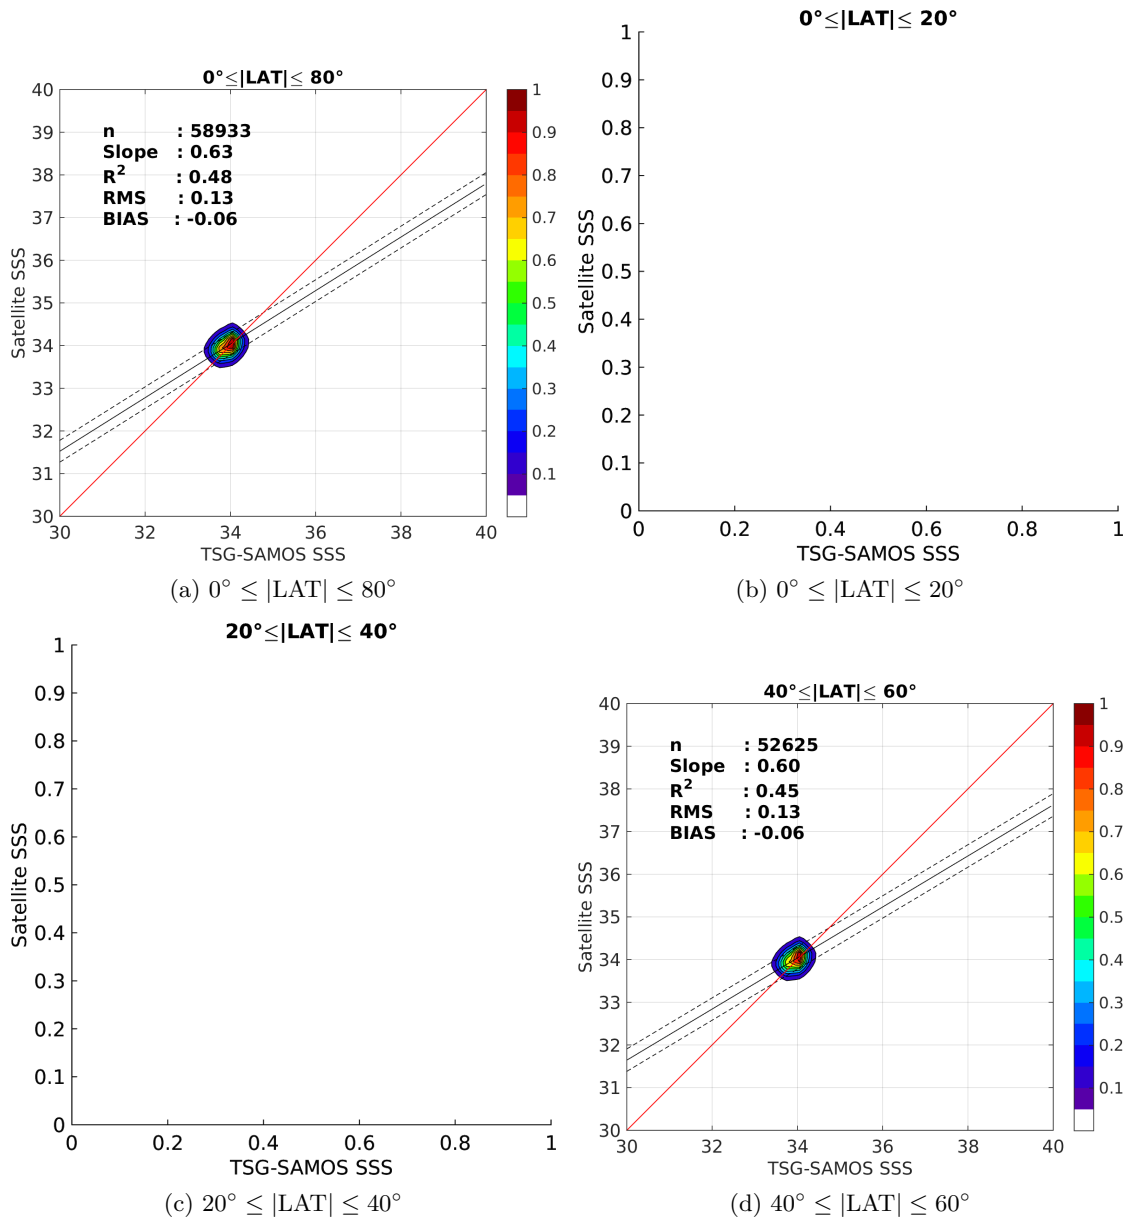 0°≤|LAT|≤ 80°
n : 58933
Slope : 0.63
R² : 0.48
RMS : 0.13
BIAS : -0.06
40
39
38
37
36
35
34
33
32
31
30
30 32 34 36 38 40
Satellite SSS
TSG-SAMOS SSS
1
0.9
0.8
0.7
0.6
0.5
0.4
0.3
0.2
0.1
(a) 0° ≤ |LAT| ≤ 80°
0°≤|LAT|≤ 20°
1
0.9
0.8
0.7
0.6
0.5
0.4
0.3
0.2
0.1
0
0 0.2 0.4 0.6 0.8 1
Satellite SSS
TSG-SAMOS SSS
(b) 0° ≤ |LAT| ≤ 20°
20°≤|LAT|≤ 40°
1
0.9
0.8
0.7
0.6
0.5
0.4
0.3
0.2
0.1
0
0 0.2 0.4 0.6 0.8 1
Satellite SSS
TSG-SAMOS SSS
(c) 20° ≤ |LAT| ≤ 40°
40°≤|LAT|≤ 60°
n : 52625
Slope : 0.60
R² : 0.45
RMS : 0.13
BIAS : -0.06
40
39
38
37
36
35
34
33
32
31
30
30 32 34 36 38 40
Satellite SSS
TSG-SAMOS SSS
1
0.9
0.8
0.7
0.6
0.5
0.4
0.3
0.2
0.1
(d) 40° ≤ |LAT| ≤ 60°